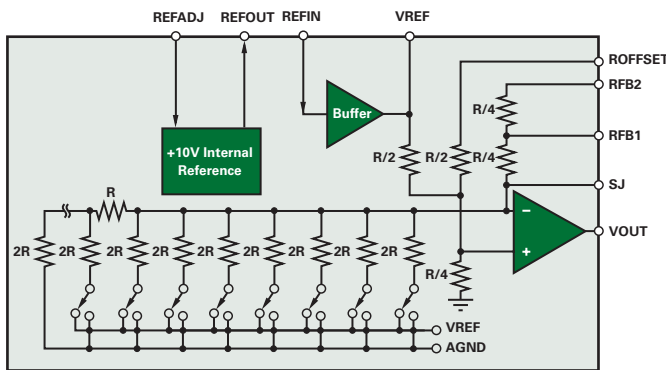 REFADJ REFOUT REFIN VREF
ROFFSET
RFB2
R/4
RFB1
Buffer
+10V Internal
Reference
R/2 R/2 R/4
SJ
R
−
VOUT
+
2R 2R 2R 2R 2R 2R 2R 2R 2R
R/4
VREF
AGND